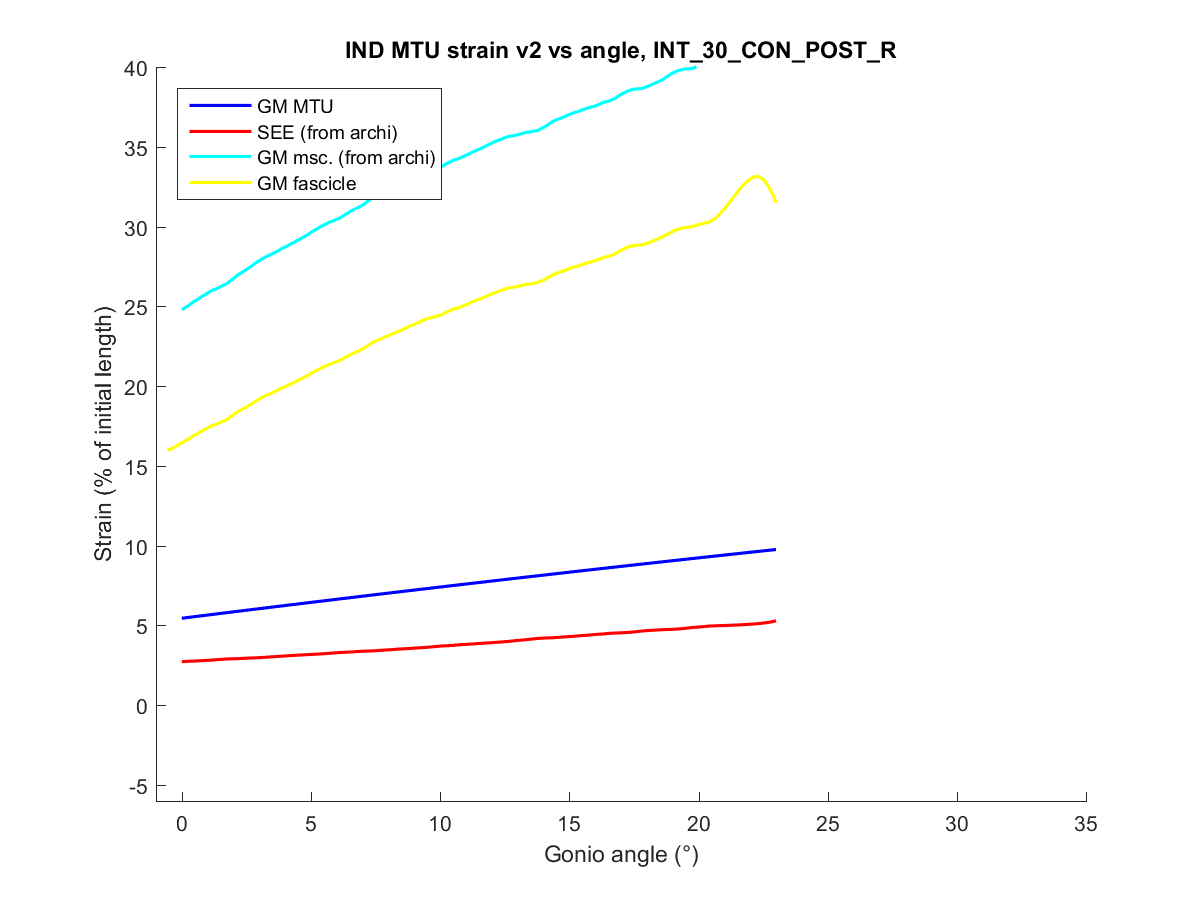 IND MTU strain v2 vs angle, INT_30_CON_POST_R
40
35
30
25
20
15
10
5
0
-5
Strain (% of initial length)
GM MTU
SEE (from archi)
GM msc. (from archi)
GM fascicle
0 5 10 15 20 25 30 35
Gonio angle (°)